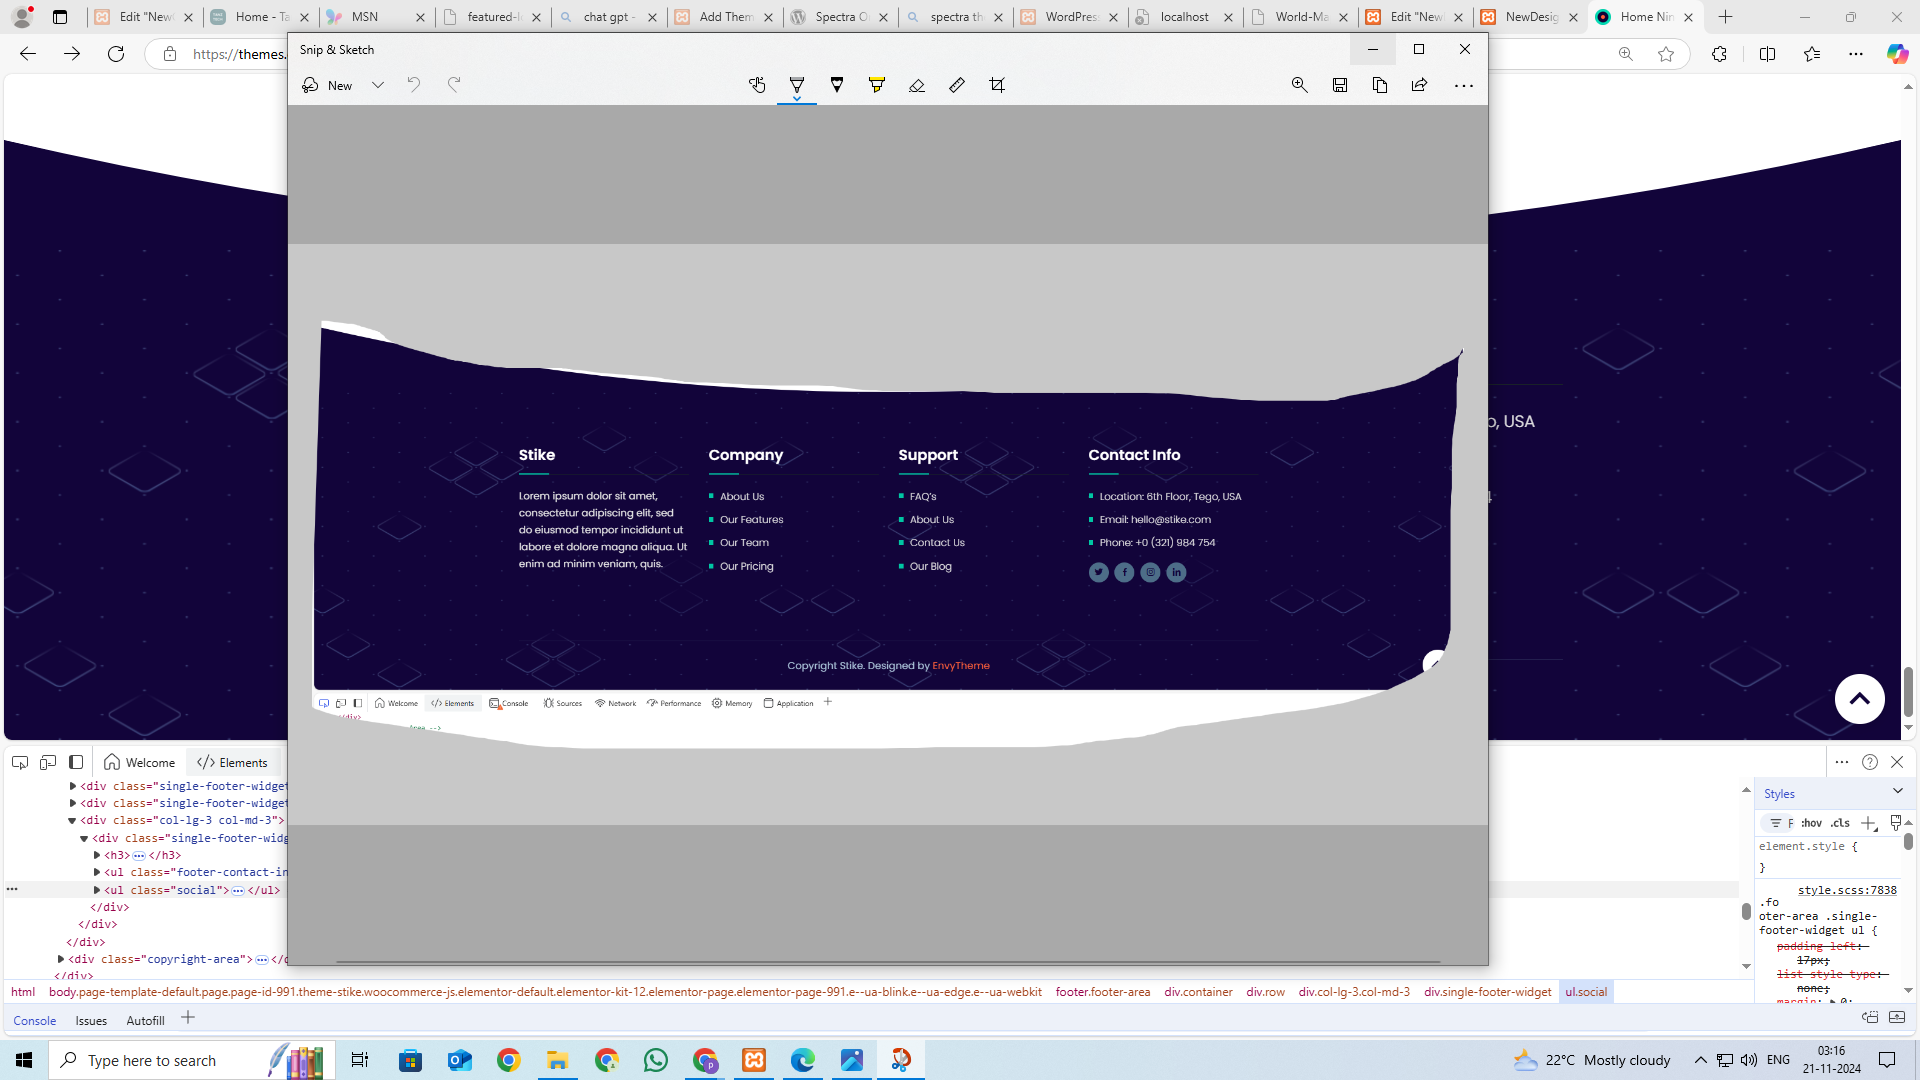 Edit "New
Home - Ta
MSN
featured-i
chat gpt -
Add Them
Spectra O
spectra th
WordPress
localhost
World-Ma
Edit "New
NewDesig
Home Nin
https://themes.
Snip & Sketch
New
Stike
Company
Support
Contact Info
Lorem ipsum dolor sit amet,
consectetur adipiscing elit, sed
do eiusmod tempor incididunt ut
labore et dolore magna aliqua. Ut
enim ad minim veniam, quis.
About Us
Our Features
Our Team
Our Pricing
FAQ's
About Us
Contact Us
Our Blog
Location: 6th Floor, Tego, USA
Email: hello@stike.com
Phone: +0 (321) 984 754
Copyright Stike. Designed by EnvyTheme
Welcome
Elements
Console
Sources
Network
Performance
Memory
Application
/div>
Area -->
o, USA
4
Welcome
Elements
<div class="single-footer-widget
<div class="single-footer-widget
<div class="col-lg-3 col-md-3">
<div class="single-footer-widg
<h3>…</h3>
<ul class="footer-contact-in
<ul class="social">…</ul>
</div>
</div>
</div>
<div class="copyright-area">…</d
</div>
Styles
F :hov .cls
element.style {
}
style.scss:7838
.fo
oter-area .single-
footer-widget ul {
padding-left:
17px;
list-style-type:
none;
margin: 0;
html body.page-template-default.page.page-id-991.theme-stike.woocommerce-js.elementor-default.elementor-kit-12.elementor-page.elementor-page-991.e--ua-blink.e--ua-edge.e--ua-webkit footer.footer-area div.container div.row div.col-lg-3.col-md-3 div.single-footer-widget ul.social
Console Issues Autofill
Type here to search
22°C Mostly cloudy
ENG
03:16
21-11-2024